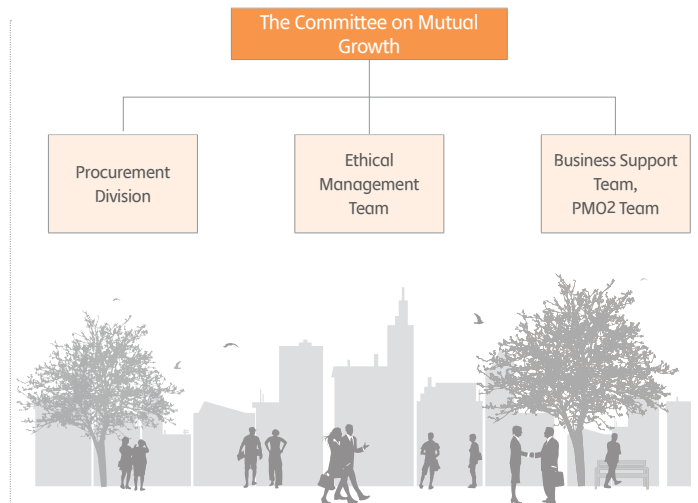 The Committee on Mutual
Growth
Procurement
Division
Ethical
Management
Team
Business Support
Team,
PMO2 Team